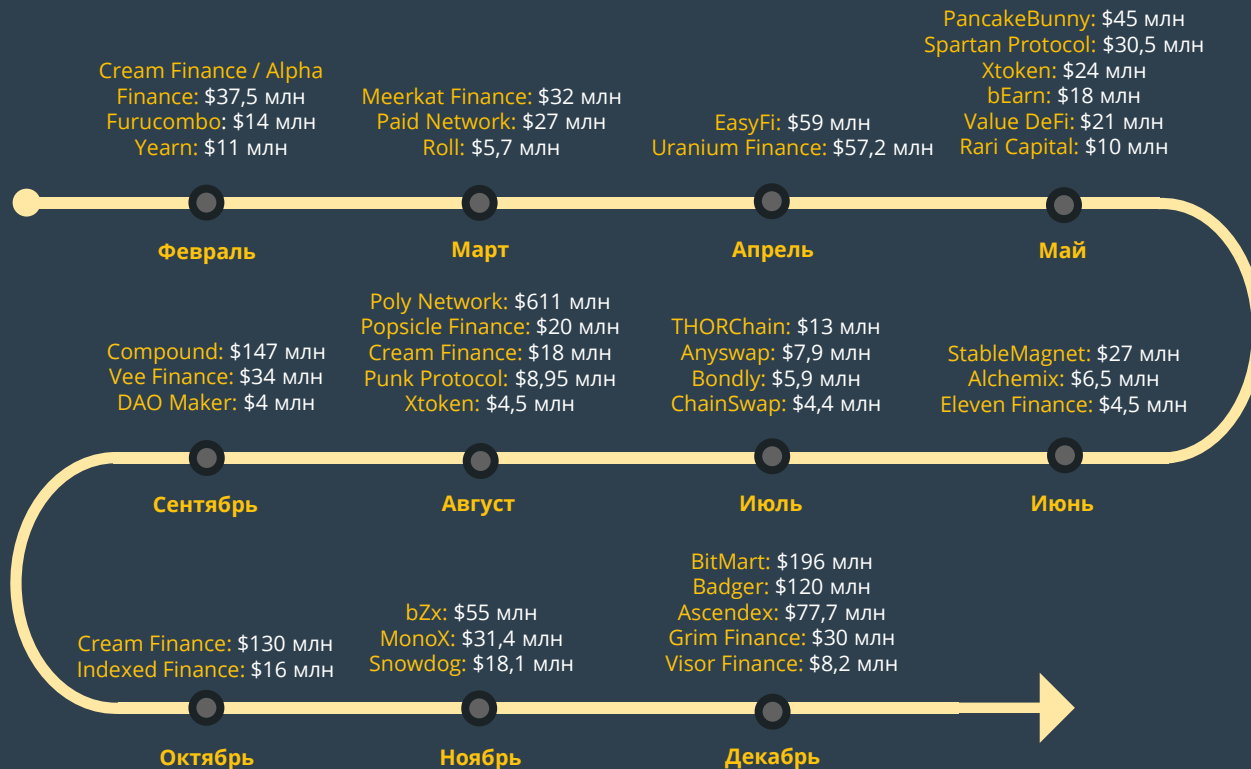 Cream Finance / Alpha
Finance: $37,5 млн
Furucombo: $14 млн
Yearn: $11 млн
Февраль
Meerkat Finance: $32 млн
Paid Network: $27 млн
Roll: $5,7 млн
Март
EasyFi: $59 млн
Uranium Finance: $57,2 млн
Апрель
PancakeBunny: $45 млн
Spartan Protocol: $30,5 млн
Xtoken: $24 млн
bEarn: $18 млн
Value DeFi: $21 млн
Rari Capital: $10 млн
Май
StableMagnet: $27 млн
Alchemix: $6,5 млн
Eleven Finance: $4,5 млн
Июнь
THORChain: $13 млн
Anyswap: $7,9 млн
Bondly: $5,9 млн
ChainSwap: $4,4 млн
Июль
Poly Network: $611 млн
Popsicle Finance: $20 млн
Cream Finance: $18 млн
Punk Protocol: $8,95 млн
Xtoken: $4,5 млн
Август
Compound: $147 млн
Vee Finance: $34 млн
DAO Maker: $4 млн
Сентябрь
Cream Finance: $130 млн
Indexed Finance: $16 млн
Октябрь
bZx: $55 млн
MonoX: $31,4 млн
Snowdog: $18,1 млн
Ноябрь
BitMart: $196 млн
Badger: $120 млн
Ascendex: $77,7 млн
Grim Finance: $30 млн
Visor Finance: $8,2 млн
Декабрь